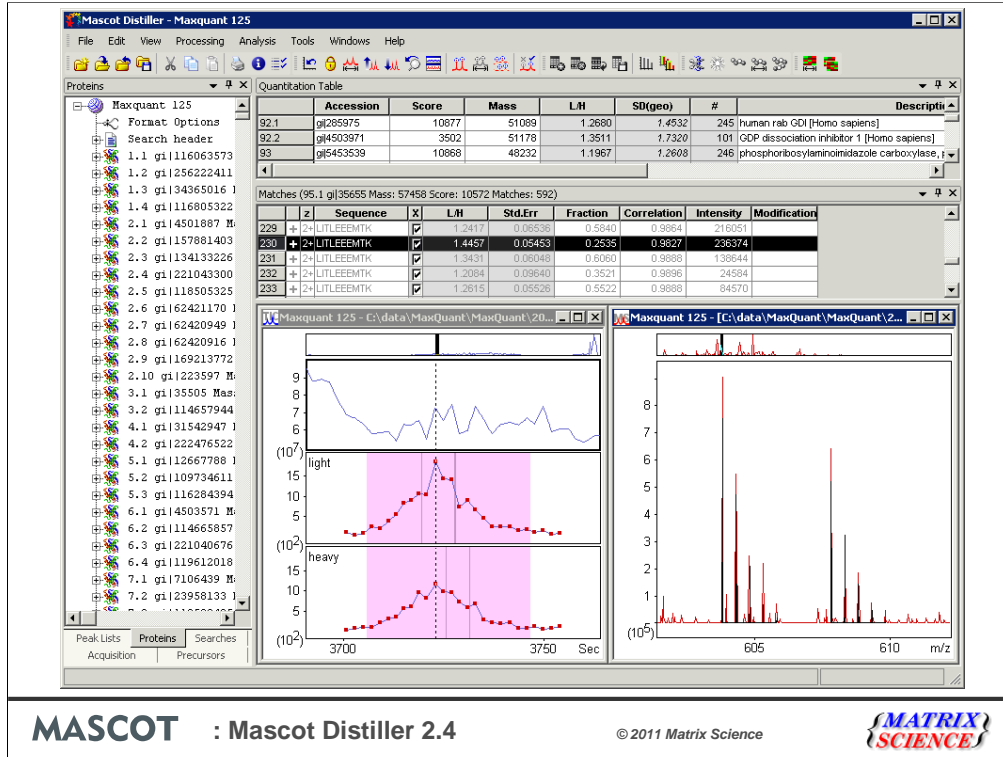 Mascot Distiller - Maxquant 125
File Edit View Processing Analysis Tools Windows Help
Proteins
Maxquant 125
Format Options
Search header
1.1 gi|116063573
1.2 gi|256222411
1.3 gi|34365016
1.4 gi|116805322
2.1 gi|4501887 Ma
2.2 gi|157881403
2.3 gi|134133226
2.4 gi|221043300
2.5 gi|118505325
2.6 gi|62421170
2.7 gi|62420949
2.8 gi|62420916
2.9 gi|169213772
2.10 gi|223597 Ma
3.1 gi|35505 Mas
3.2 gi|114657944
4.1 gi|31542947
4.2 gi|222476522
5.1 gi|12667788
5.2 gi|109734611
5.3 gi|116284394
6.1 gi|4503571 Ma
6.2 gi|114665857
6.3 gi|221040676
6.4 gi|119612018
7.1 gi|7106439 Ma
7.2 gi|23958133
Peak Lists Proteins Searches
Acquisition Precursors
Quantitation Table
Accession Score Mass L/H SD(geo) # Descripti
92.1 gi|285975 10877 51089 1.2680 1.4532 245 human rab GDI [Homo sapiens]
92.2 gi|4503971 3502 51178 1.3511 1.7320 101 GDP dissociation inhibitor 1 [Homo sapiens]
93 gi|5453539 10868 48232 1.1967 1.2608 246 phosphoribosylaminoimidazole carboxylase,
Matches (95.1 gi|35655 Mass: 57458 Score: 10572 Matches: 592)
z Sequence X L/H Std.Err Fraction Correlation Intensity Modification
229 + 2+ LITLEEEMTK 1.2417 0.06536 0.5840 0.9864 216051
230 + 2+ LITLEEEMTK 1.4457 0.05453 0.2535 0.9827 236374
231 + 2+ LITLEEEMTK 1.3431 0.06048 0.6060 0.9888 138644
232 + 2+ LITLEEEMTK 1.2084 0.09640 0.3521 0.9896 24584
233 + 2+ LITLEEEMTK 1.2615 0.05526 0.5522 0.9888 84570
Maxquant 125 - C:\data\MaxQuant\MaxQuant\20...
9
8
7
6
(107)
light
15
10
5
(102)
heavy
15
10
5
(102)
3700 3750 Sec
Maxquant 125 - [C:\data\MaxQuant\MaxQuant\2...
8
7
6
5
4
3
2
1
(105)
605 610 m/z
MASCOT : Mascot Distiller 2.4 © 2011 Matrix Science {MATRIX
SCIENCE}